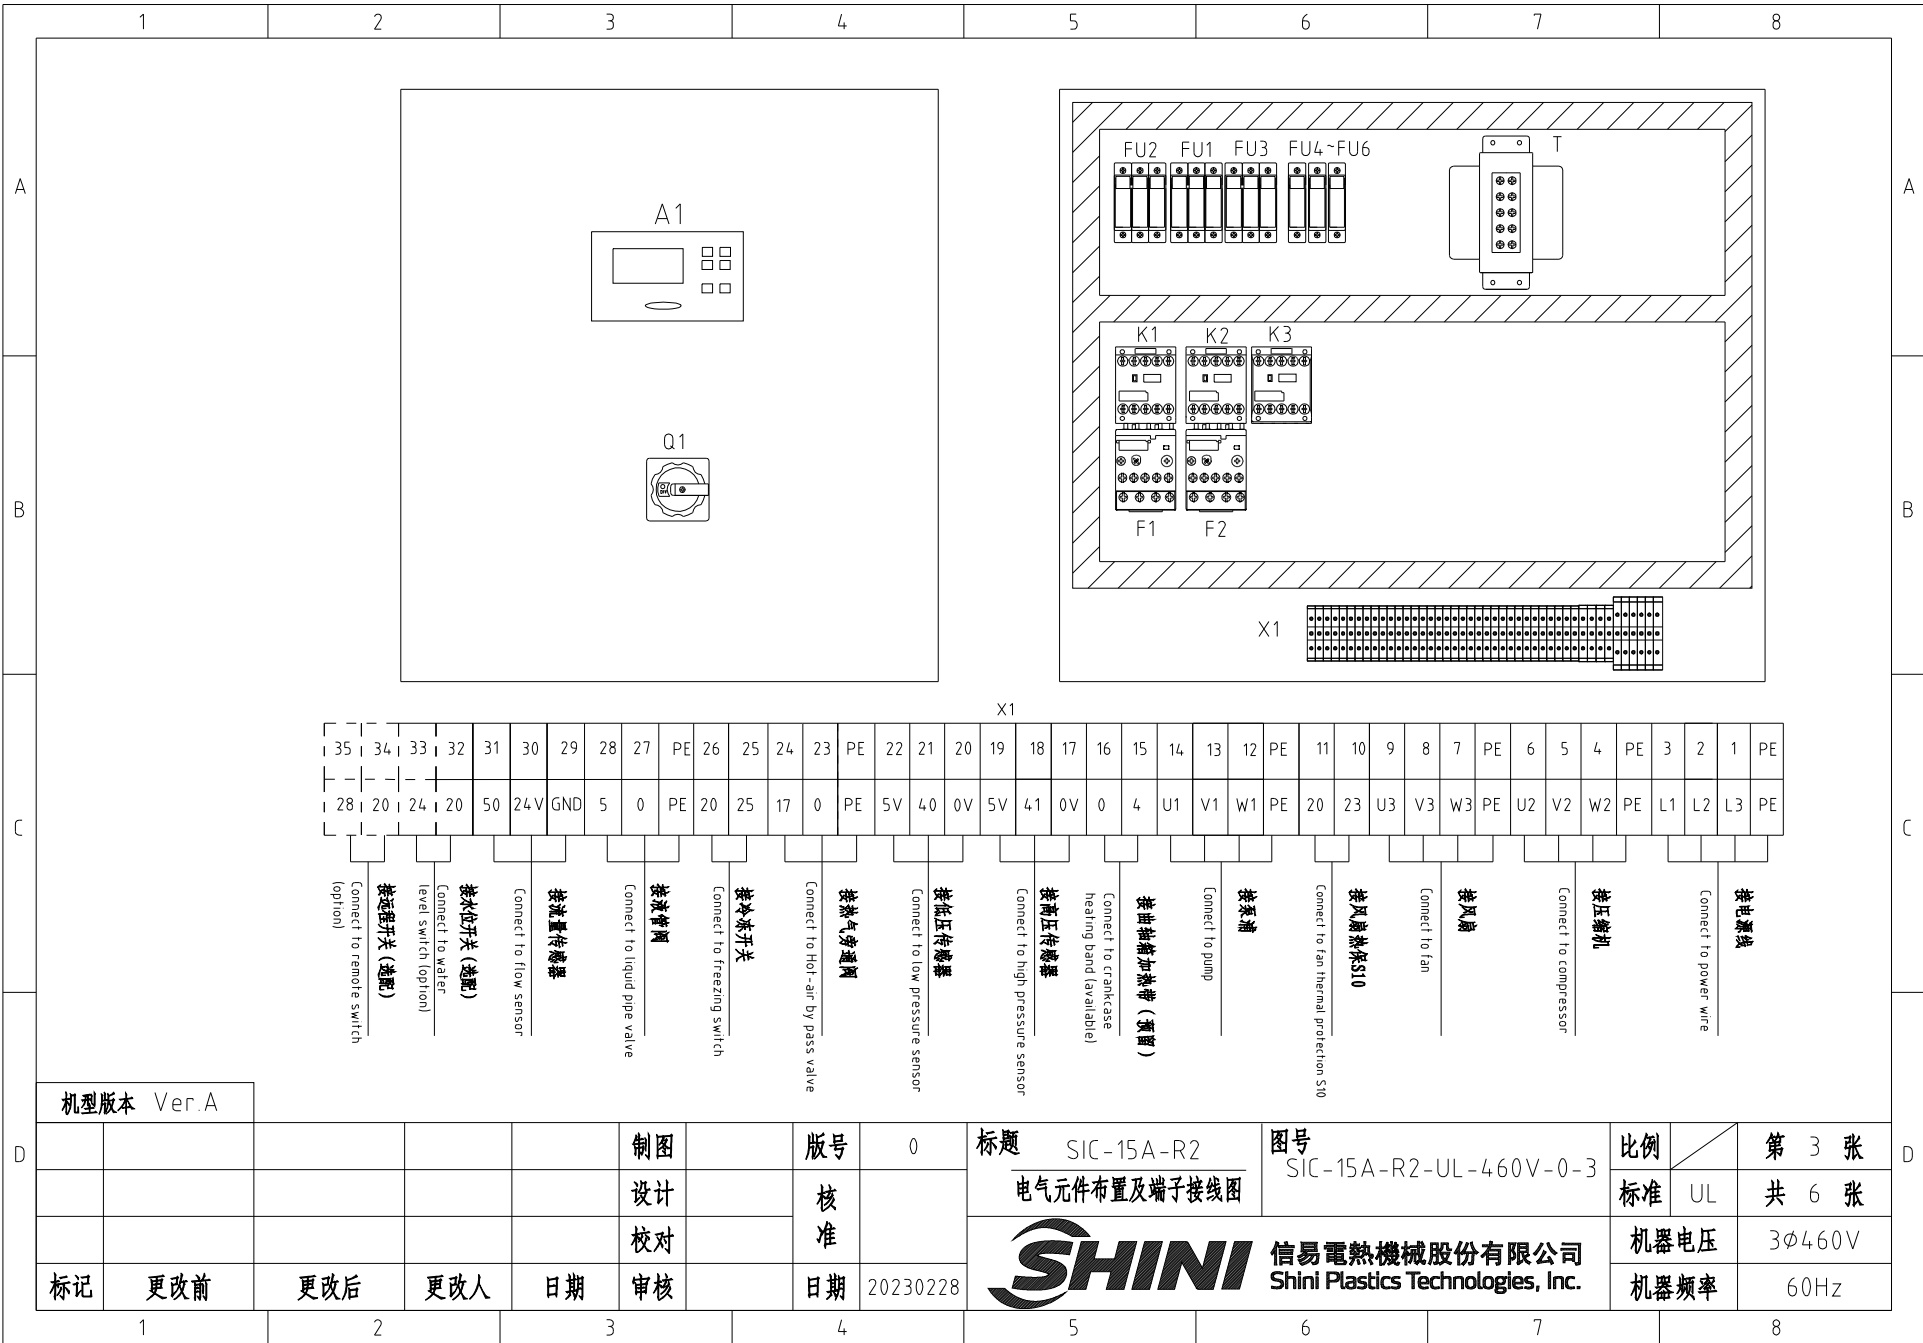 1 2 3 4 5 6 7 8
A A
FU2 FU1 FU3 FU4~FU6 T
A1
K1 K2 K3
Q1
OFF
B B
F1 F2
X1
X1
35 34 33 32 31 30 29 28 27 PE 26 25 24 23 PE 22 21 20 19 18 17 16 15 14 13 12 PE 11 10 9 8 7 PE 6 5 4 PE 3 2 1 PE
28 20 24 20 50 24V GND 5 0 PE 20 25 17 0 PE 5V 40 0V 5V 41 0V 0 4 U1 V1 W1 PE 20 23 U3 V3 W3 PE U2 V2 W2 PE L1 L2 L3 PE
C C
接远程开关(选配)
Connect to remote switch
(option)
接水位开关(选配)
Connect to water
level switch (option)
接流量传感器
Connect to flow sensor
接液管阀
Connect to liquid pipe valve
接冷冻开关
Connect to freezing switch
接热气旁通阀
Connect to Hot-air by pass valve
接低压传感器
Connect to low pressure sensor
接高压传感器
Connect to high pressure sensor
接曲轴箱加热带(预留)
Connect to crankcase
heating band (available)
接泵浦
Connect to pump
接风扇热保S10
Connect to fan thermal protection S10
接风扇
Connect to fan
接压缩机
Connect to compressor
接电源线
Connect to power wire
机型版本 Ver.A
D D
制图 版号 0
设计 核准
校对
标记 更改前 更改后 更改人 日期 审核 日期 20230228
标题 SIC-15A-R2
电气元件布置及端子接线图
图号 SIC-15A-R2-UL-460V-0-3
比例 第 3 张
标准 UL 共 6 张
机器电压 3Φ460V
机器频率 60Hz
SHINI
信易電熱機械股份有限公司
Shini Plastics Technologies, Inc.
1 2 3 4 5 6 7 8